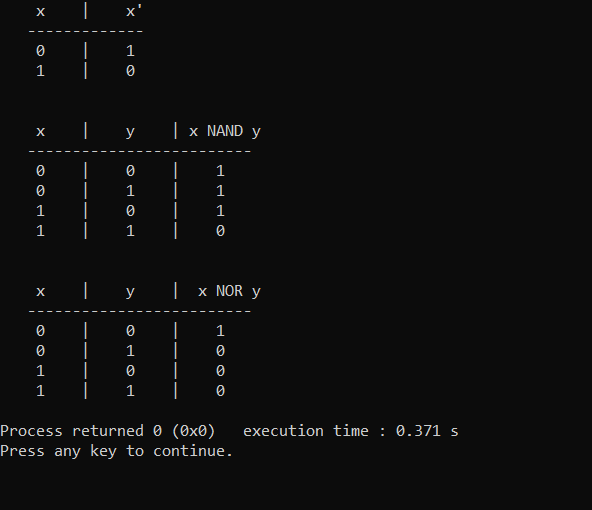 x    |    x'
-------------
0    |    1
1    |    0
x    |    y    | x NAND y
-------------------------
0    |    0    |    1
0    |    1    |    1
1    |    0    |    1
1    |    1    |    0
x    |    y    |  x NOR y
-------------------------
0    |    0    |    1
0    |    1    |    0
1    |    0    |    0
1    |    1    |    0
Process returned 0 (0x0)   execution time : 0.371 s
Press any key to continue.